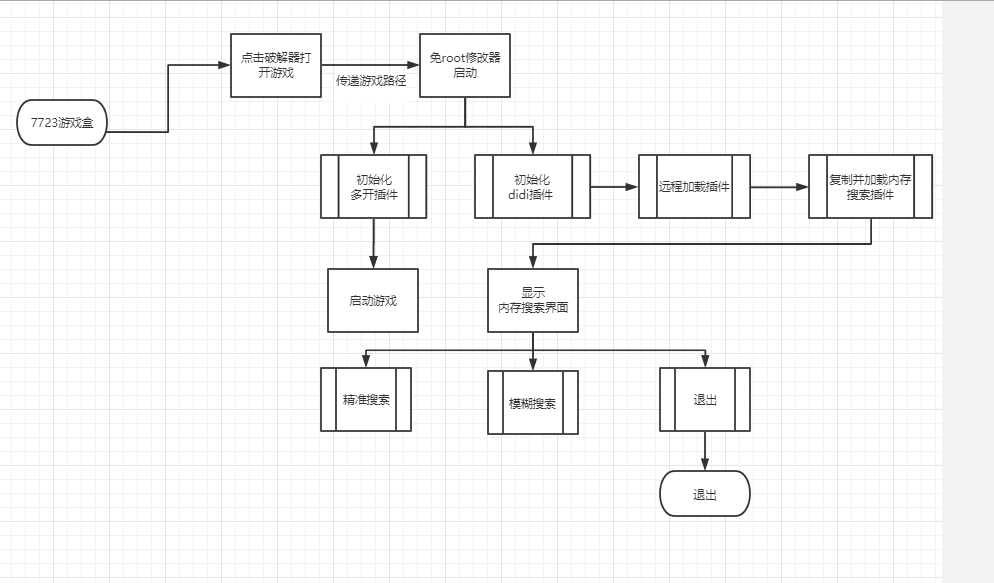 点击破解器打
开游戏
传递游戏路径
免root修改器
启动
7723游戏盒
初始化
多开插件
初始化
didi插件
远程加载插件
复制并加载内存
搜索插件
启动游戏
显示
内存搜索界面
精准搜索
模糊搜索
退出
退出